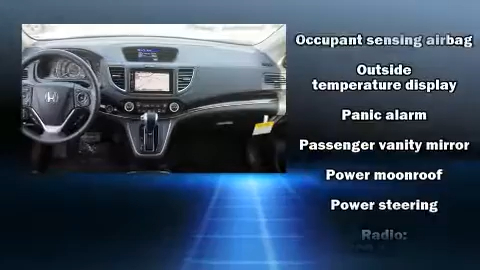 Occupant sensing airbag
Outside
temperature display
Panic alarm
Passenger vanity mirror
Power moonroof
Power steering
Radio: